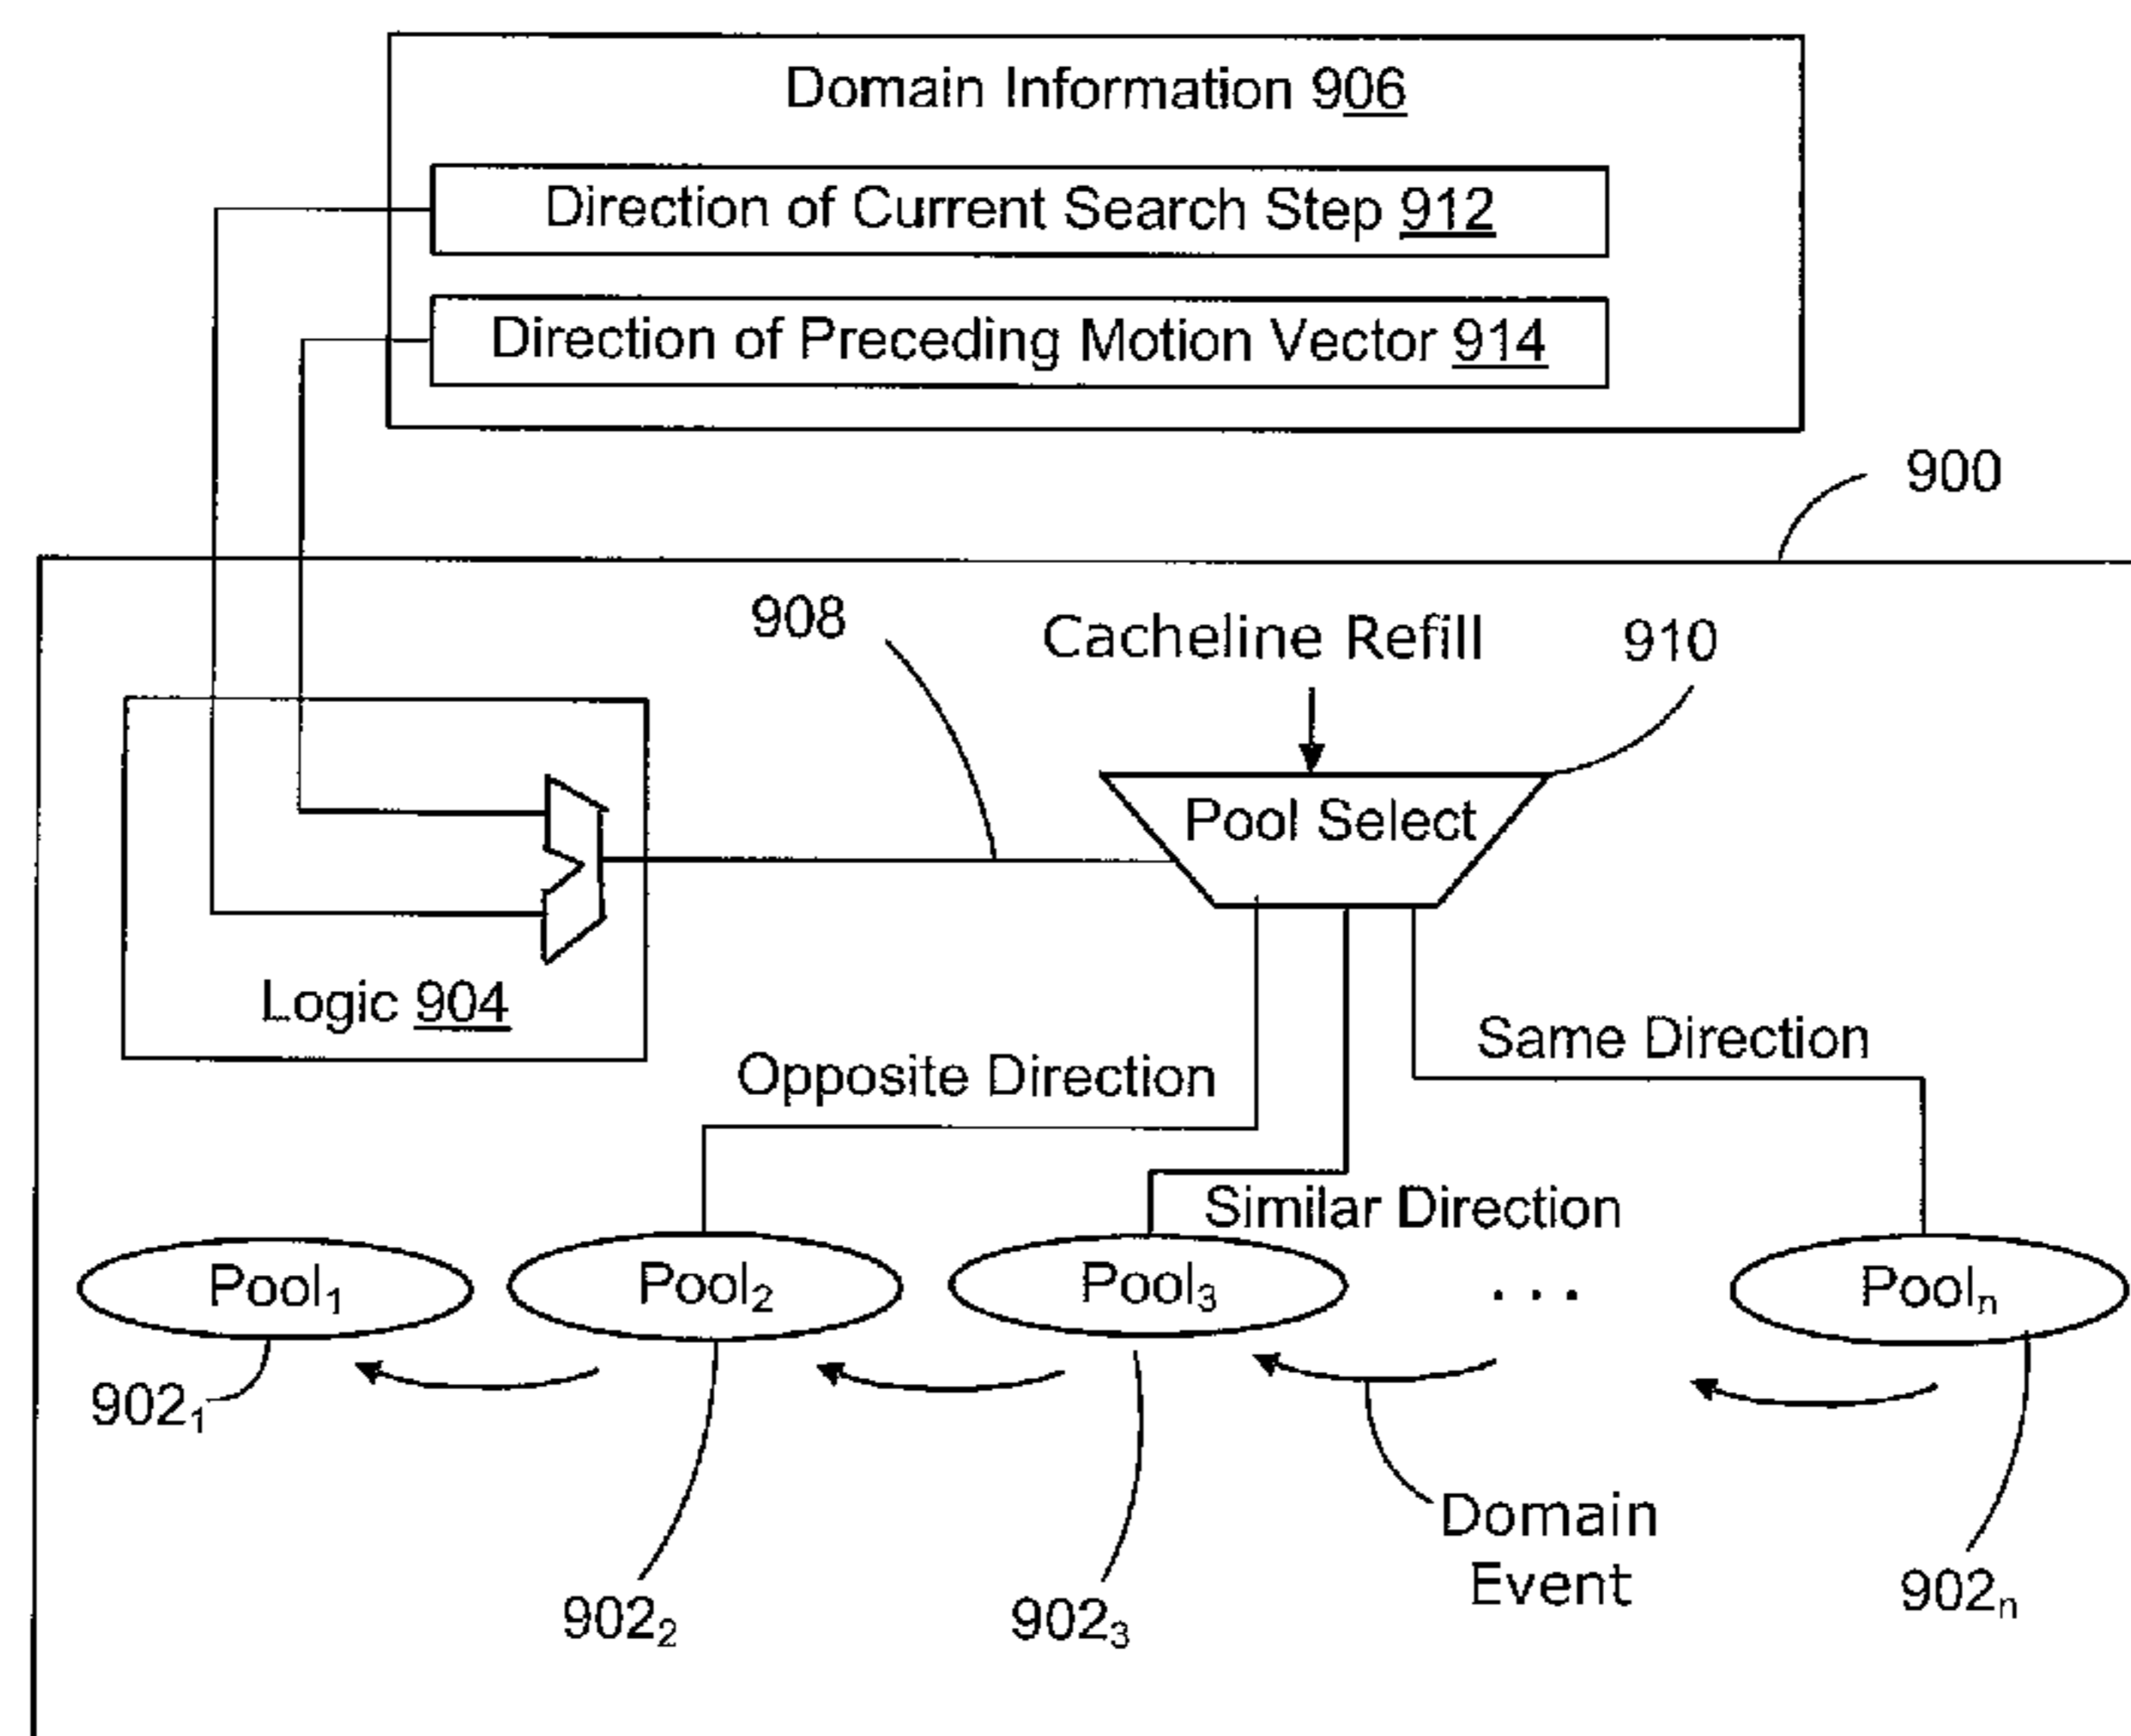 Domain Information 906
Direction of Current Search Step 912
Direction of Preceding Motion Vector 914
900
908
Cacheline Refill
910
Pool Select
Logic 904
Same Direction
Opposite Direction
Similar Direction
Pool₁
Pool₂
Pool₃
. . .
Poolₙ
902₁
Domain
Event
902₂
902₃
902ₙ